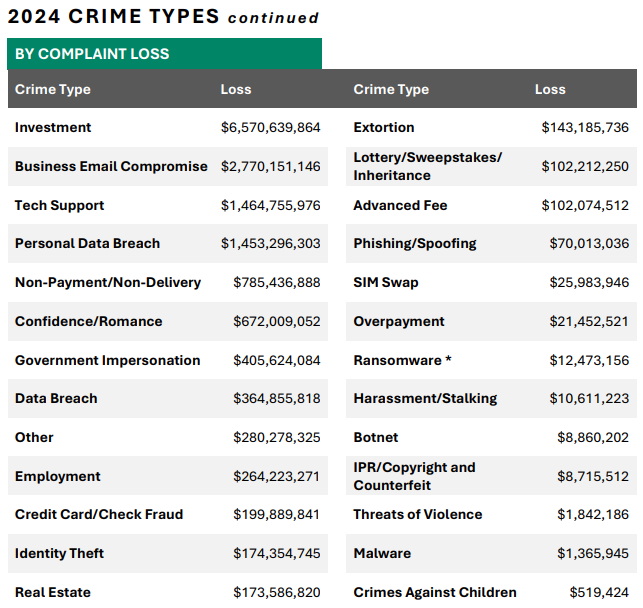 2024 CRIME TYPES continued
BY COMPLAINT LOSS
Crime Type Loss Crime Type Loss
Investment $6,570,639,864 Extortion $143,185,736
Business Email Compromise $2,770,151,146 Lottery/Sweepstakes/
Inheritance $102,212,250
Tech Support $1,464,755,976 Advanced Fee $102,074,512
Personal Data Breach $1,453,296,303 Phishing/Spoofing $70,013,036
Non-Payment/Non-Delivery $785,436,888 SIM Swap $25,983,946
Confidence/Romance $672,009,052 Overpayment $21,452,521
Government Impersonation $405,624,084 Ransomware * $12,473,156
Data Breach $364,855,818 Harassment/Stalking $10,611,223
Other $280,278,325 Botnet $8,860,202
Employment $264,223,271 IPR/Copyright and
Counterfeit $8,715,512
Credit Card/Check Fraud $199,889,841 Threats of Violence $1,842,186
Identity Theft $174,354,745 Malware $1,365,945
Real Estate $173,586,820 Crimes Against Children $519,424